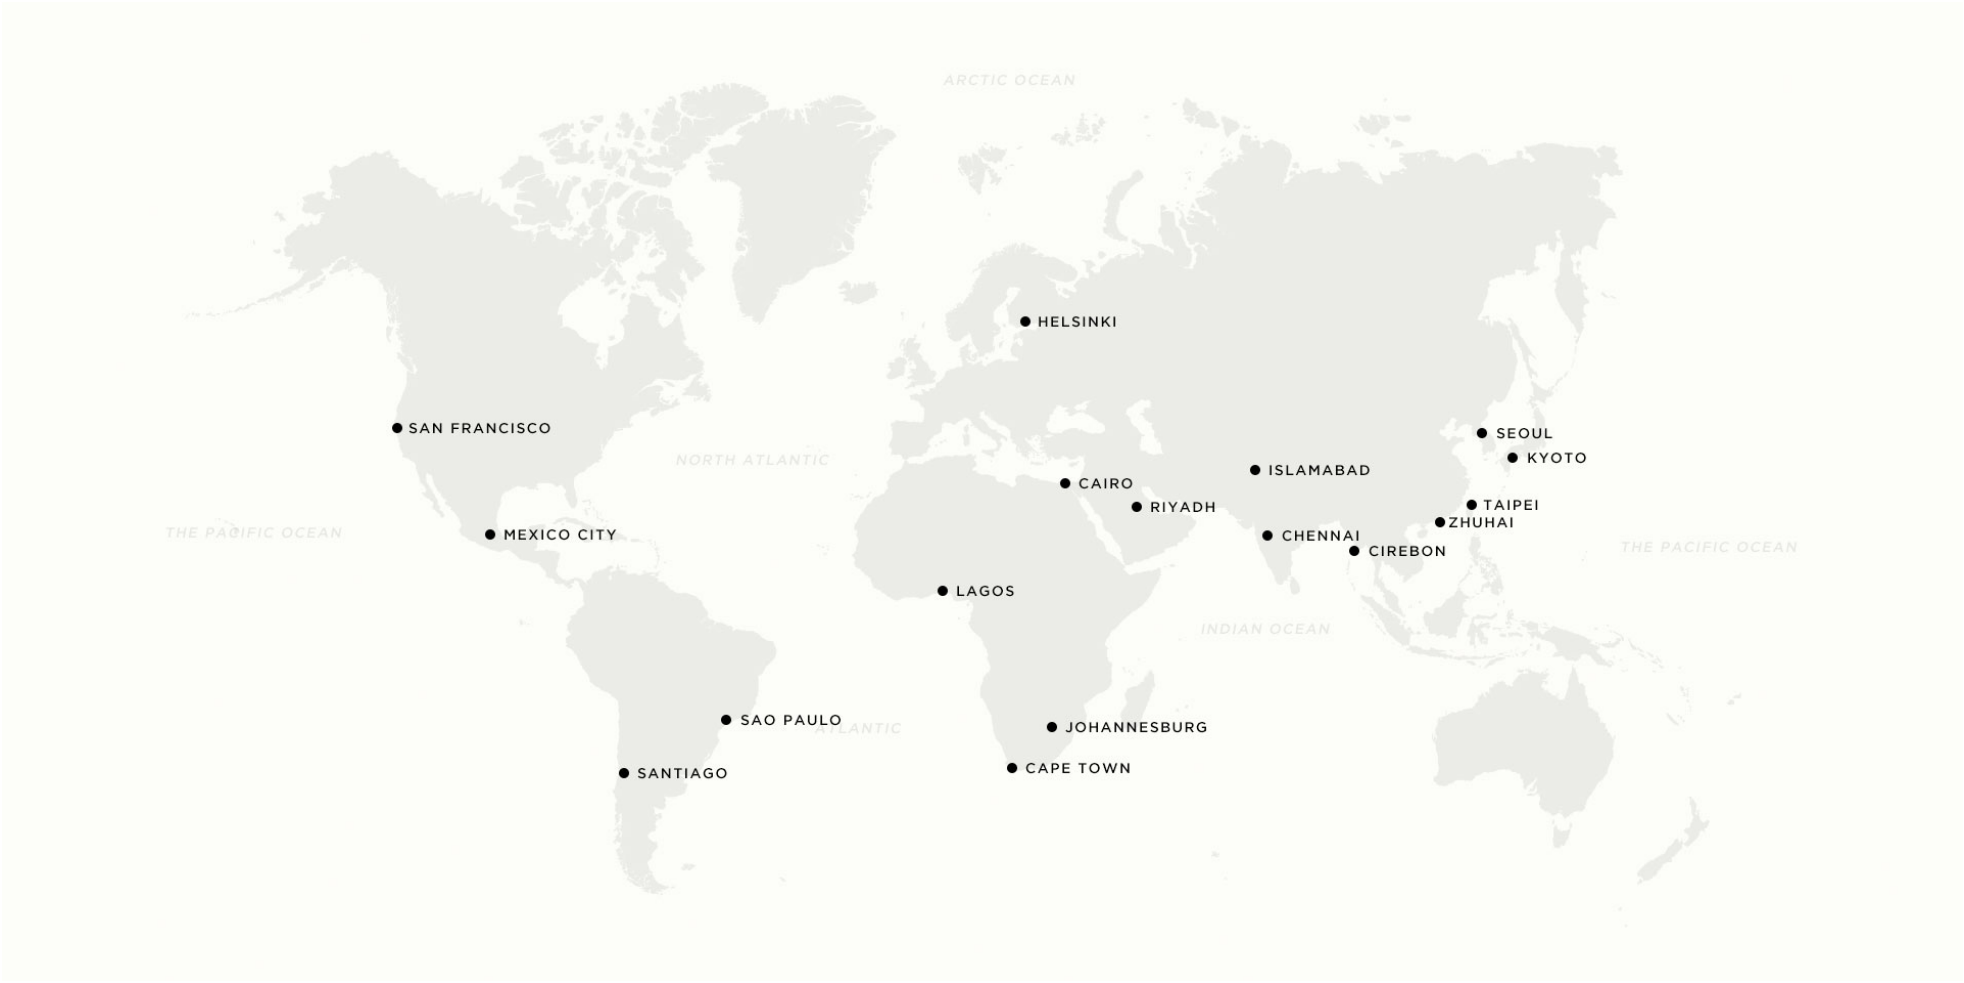 ARCTIC OCEAN
HELSINKI
SAN FRANCISCO
SEOUL
KYOTO
NORTH ATLANTIC
ISLAMABAD
CAIRO
RIYADH
TAIPEI
ZHUHAI
THE PACIFIC OCEAN
MEXICO CITY
CHENNAI
THE PACIFIC OCEAN
CIREBON
LAGOS
INDIAN OCEAN
SAO PAULO
ATLANTIC
JOHANNESBURG
CAPE TOWN
SANTIAGO